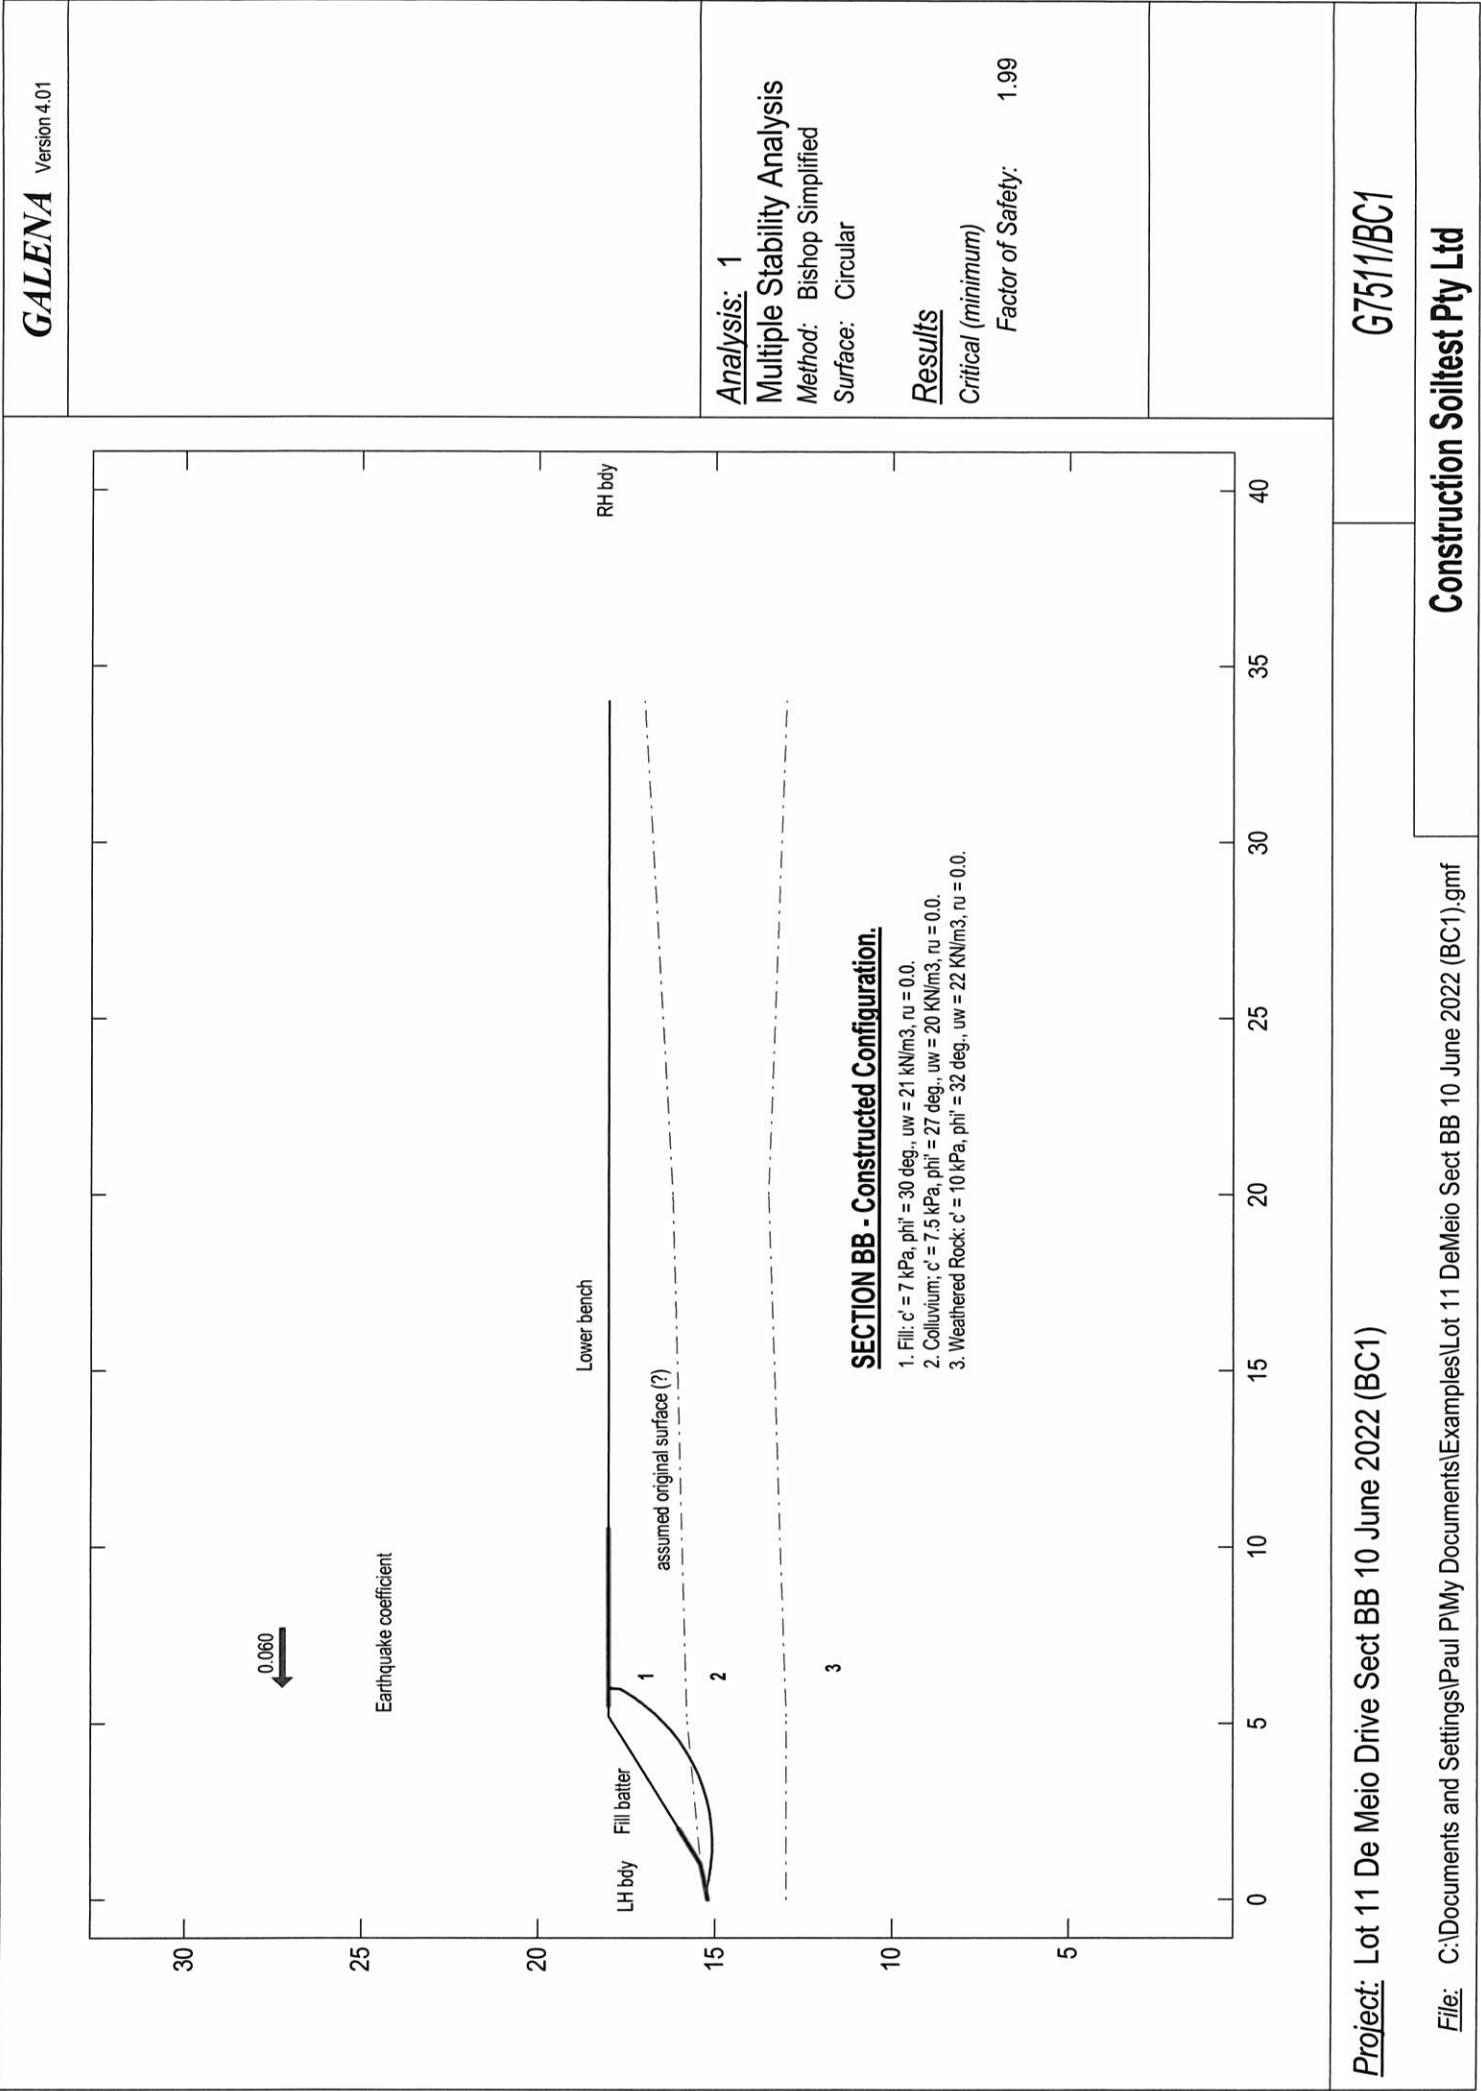 GALENA Version 4.01
0.060
Earthquake coefficient
LH bdy
Fill batter
Lower bench
RH bdy
assumed original surface (?)
1
2
3
SECTION BB - Constructed Configuration.
1. Fill: c' = 7 kPa, phi' = 30 deg., uw = 21 kN/m3, ru = 0.0.
2. Colluvium; c' = 7.5 kPa, phi' = 27 deg., uw = 20 KN/m3, ru = 0.0.
3. Weathered Rock: c' = 10 kPa, phi' = 32 deg., uw = 22 KN/m3, ru = 0.0.
30
25
20
15
10
5
0 5 10 15 20 25 30 35 40
Analysis: 1
Multiple Stability Analysis
Method: Bishop Simplified
Surface: Circular
Results
Critical (minimum)
Factor of Safety: 1.99
Project: Lot 11 De Meio Drive Sect BB 10 June 2022 (BC1)
G7511/BC1
File: C:\Documents and Settings\Paul P\My Documents\Examples\Lot 11 DeMeio Sect BB 10 June 2022 (BC1).gmf
Construction Soiltest Pty Ltd